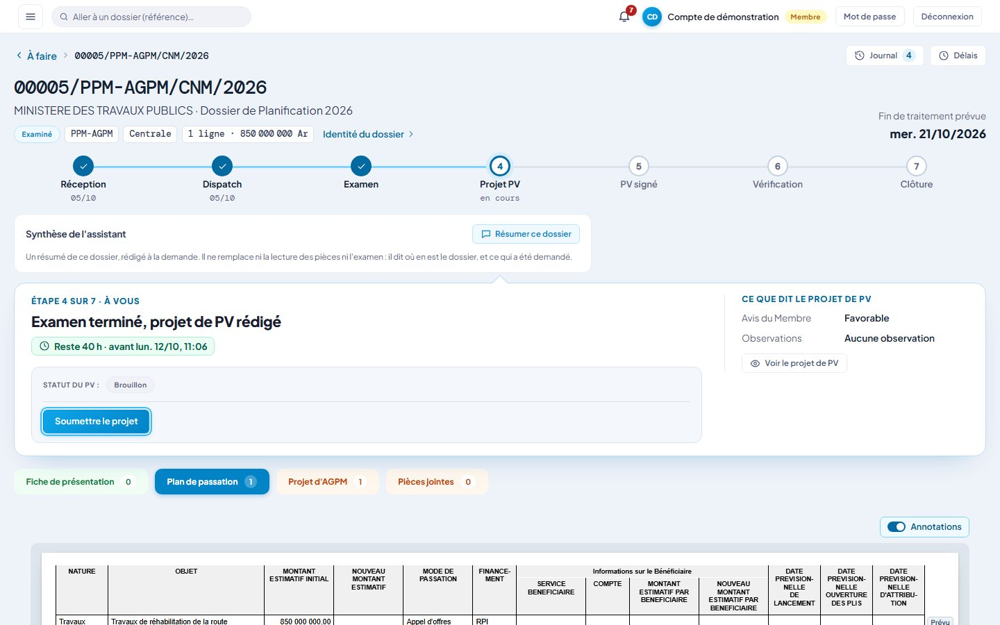 Aller à un dossier (référence)...
7
CD Compte de démonstration Membre Mot de passe Déconnexion
À faire 00005/PPM-AGPM/CNM/2026
Journal 4 Délais
00005/PPM-AGPM/CNM/2026
MINISTERE DES TRAVAUX PUBLICS · Dossier de Planification 2026
Examiné PPM-AGPM Centrale 1 ligne · 850 000 000 Ar Identité du dossier
Fin de traitement prévue
mer. 21/10/2026
Réception
05/10
Dispatch
05/10
Examen
4
Projet PV
en cours
5
PV signé
6
Vérification
7
Clôture
Synthèse de l'assistant
Résumer ce dossier
Un résumé de ce dossier, rédigé à la demande. Il ne remplace ni la lecture des pièces ni l'examen : il dit où en est le dossier, et ce qui a été demandé.
ÉTAPE 4 SUR 7 · À VOUS
Examen terminé, projet de PV rédigé
Reste 40 h · avant lun. 12/10, 11:06
STATUT DU PV : Brouillon
Soumettre le projet
CE QUE DIT LE PROJET DE PV
Avis du Membre Favorable
Observations Aucune observation
Voir le projet de PV
Fiche de présentation 0
Plan de passation 1
Projet d'AGPM 1
Pièces jointes 0
Annotations
NATURE
OBJET
MONTANT
ESTIMATIF INITIAL
NOUVEAU
MONTANT
ESTIMATIF
MODE DE
PASSATION
FINANCE-
MENT
Informations sur le Bénéficiaire
SERVICE
BENEFICIAIRE
COMPTE
MONTANT
ESTIMATIF PAR
BENEFICIAIRE
NOUVEAU
MONTANT
ESTIMATIF PAR
BENEFICIAIRE
DATE
PREVISION-
NELLE
DE
LANCEMENT
DATE
PREVISION-
NELLE
OUVERTURE
DES PLIS
DATE
PREVISION-
NELLE
D'ATTRIBU-
TION
Travaux Travaux de réhabilitation de la route 850 000 000,00 Appel d'offres RPI Prévu